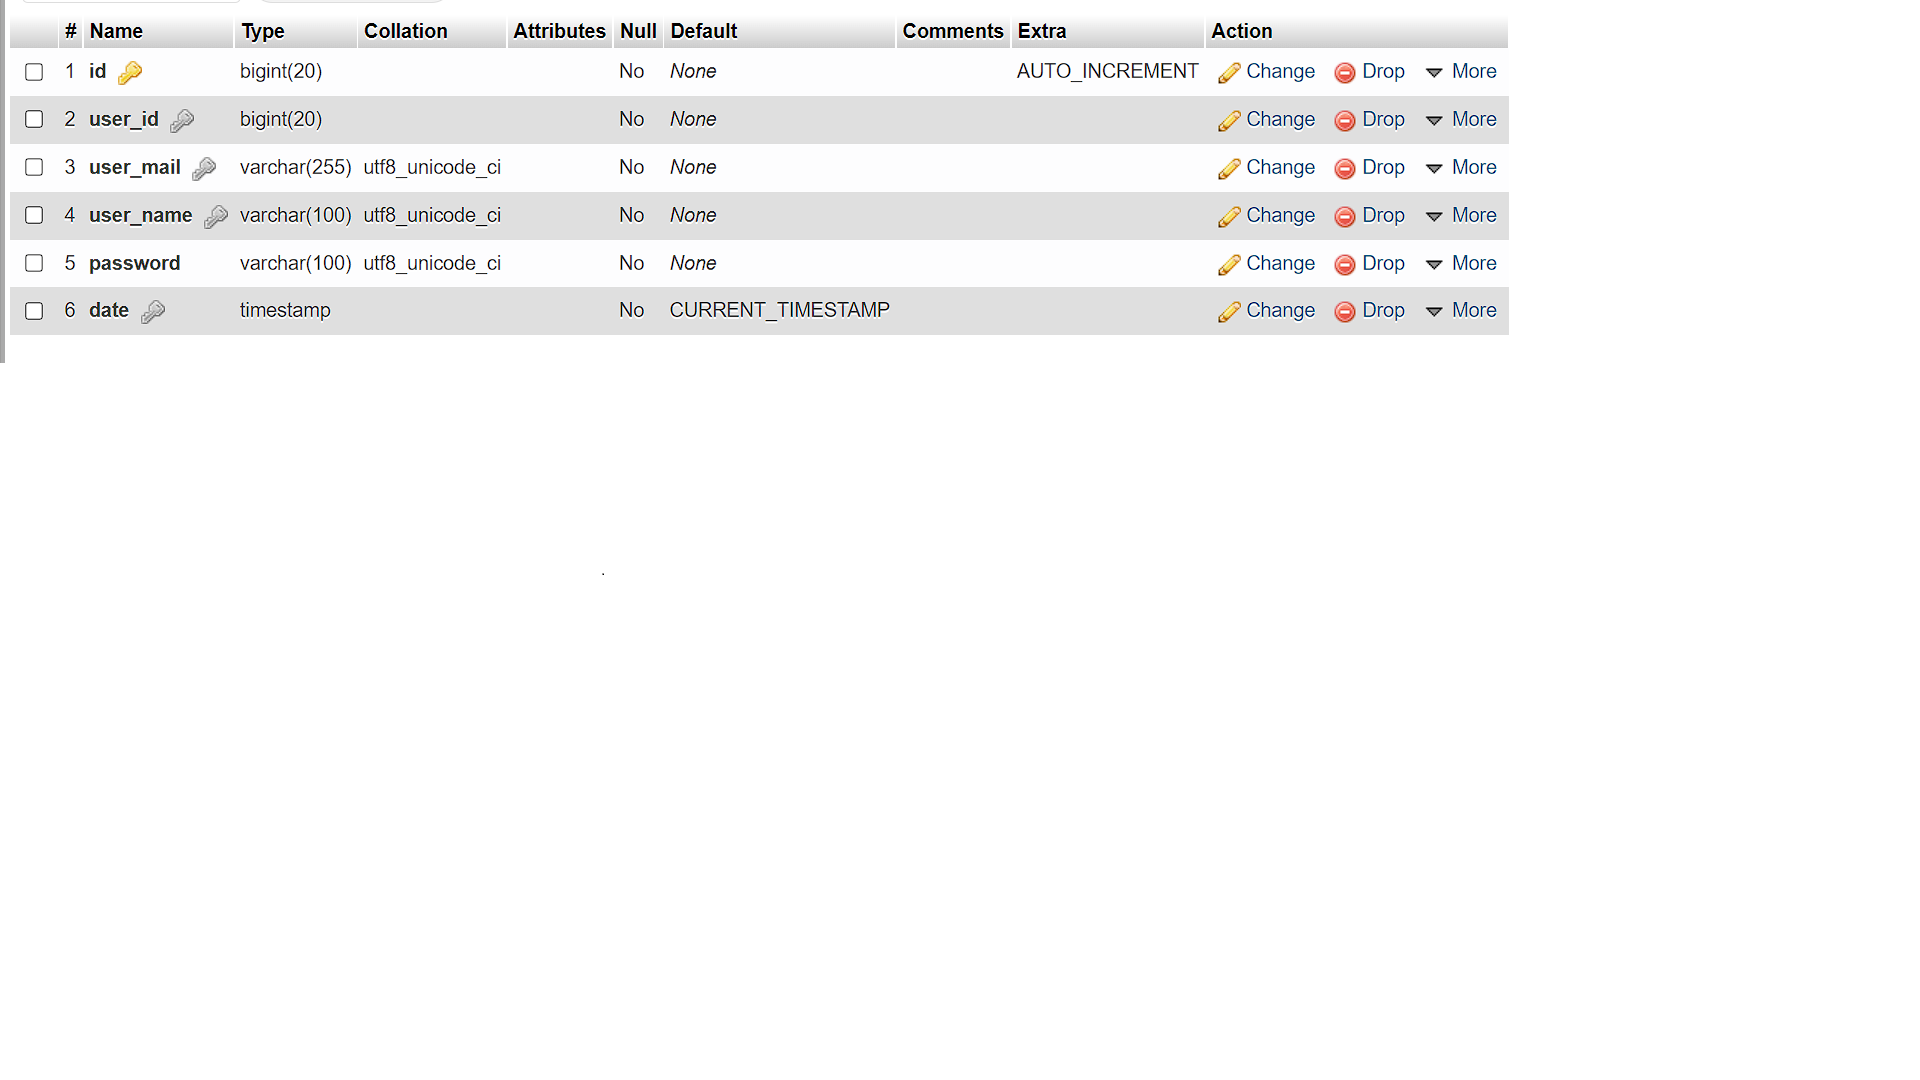 # Name Type Collation Attributes Null Default Comments Extra Action
1 id bigint(20) No None AUTO_INCREMENT Change Drop More
2 user_id bigint(20) No None Change Drop More
3 user_mail varchar(255) utf8_unicode_ci No None Change Drop More
4 user_name varchar(100) utf8_unicode_ci No None Change Drop More
5 password varchar(100) utf8_unicode_ci No None Change Drop More
6 date timestamp No CURRENT_TIMESTAMP Change Drop More